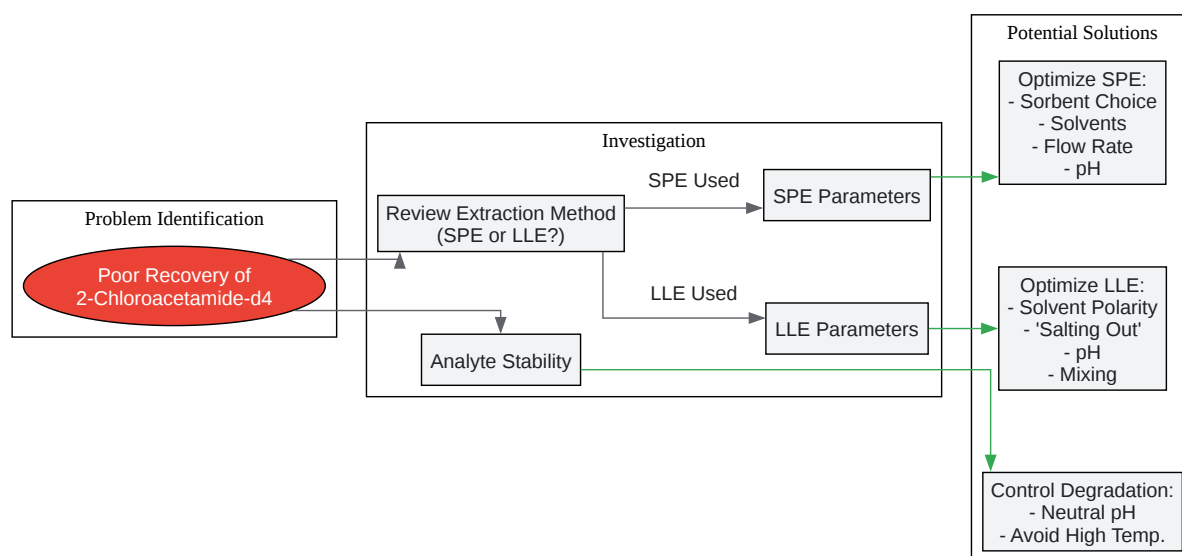 Problem Identification
Poor Recovery of
2-Chloroacetamide-d4
Investigation
Review Extraction Method
(SPE or LLE?)
SPE Used
SPE Parameters
LLE Used
LLE Parameters
Analyte Stability
Potential Solutions
Optimize SPE:
- Sorbent Choice
- Solvents
- Flow Rate
- pH
Optimize LLE:
- Solvent Polarity
- 'Salting Out'
- pH
- Mixing
Control Degradation:
- Neutral pH
- Avoid High Temp.